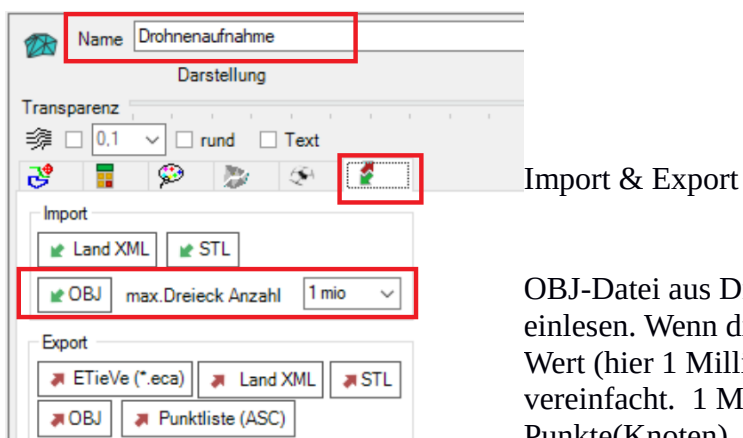 Name Drohnenaufnahme
Darstellung
Transparenz
0.1 rund Text
Import & Export
Import
Land XML STL
OBJ max.Dreieck Anzahl 1 mio
OBJ-Datei aus D
einlesen. Wenn
Wert (hier 1 Mill
vereinfacht. 1 M
Punkte(Knoten)
Export
ETieVe (*.eca) Land XML STL
OBJ Punktliste (ASC)